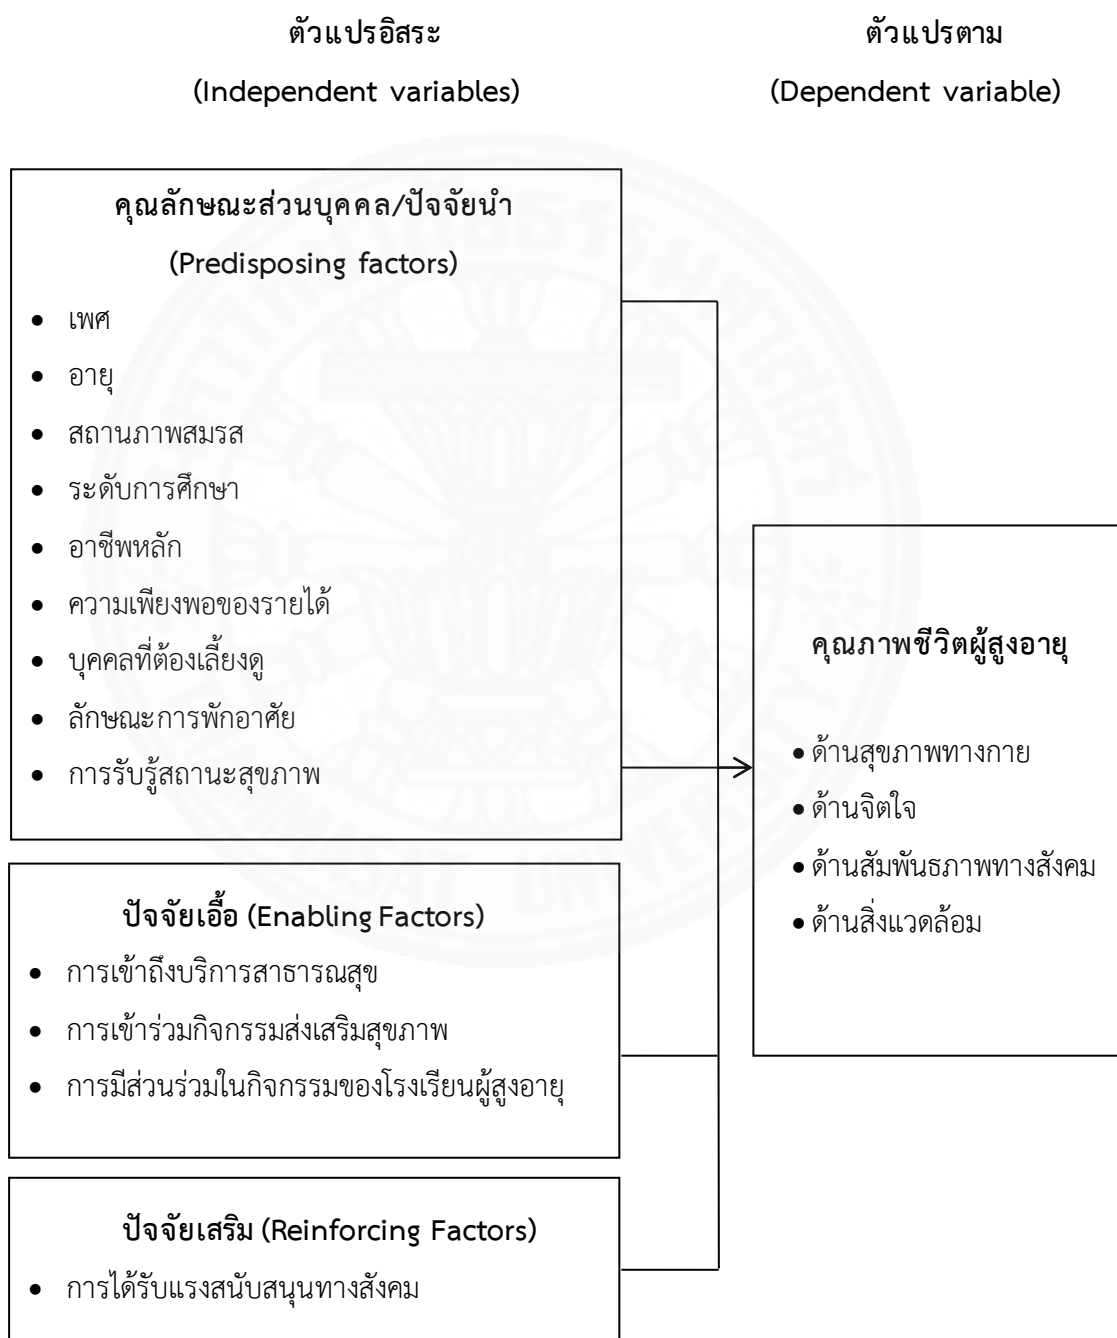 ตัวแปรอิสระ
(Independent variables)
ตัวแปรตาม
(Dependent variable)
คุณลักษณะส่วนบุคคล/ปัจจัยนำ
(Predisposing factors)
• เพศ
• อายุ
• สถานภาพสมรส
• ระดับการศึกษา
• อาชีพหลัก
• ความเพียงพอของรายได้
• บุคคลที่ต้องเลี้ยงดู
• ลักษณะการพักอาศัย
• การรับรู้สถานะสุขภาพ
ปัจจัยเอื้อ (Enabling Factors)
• การเข้าถึงบริการสาธารณสุข
• การเข้าร่วมกิจกรรมส่งเสริมสุขภาพ
• การมีส่วนร่วมในกิจกรรมของโรงเรียนผู้สูงอายุ
ปัจจัยเสริม (Reinforcing Factors)
• การได้รับแรงสนับสนุนทางสังคม
คุณภาพชีวิตผู้สูงอายุ
• ด้านสุขภาพทางกาย
• ด้านจิตใจ
• ด้านสัมพันธภาพทางสังคม
• ด้านสิ่งแวดล้อม